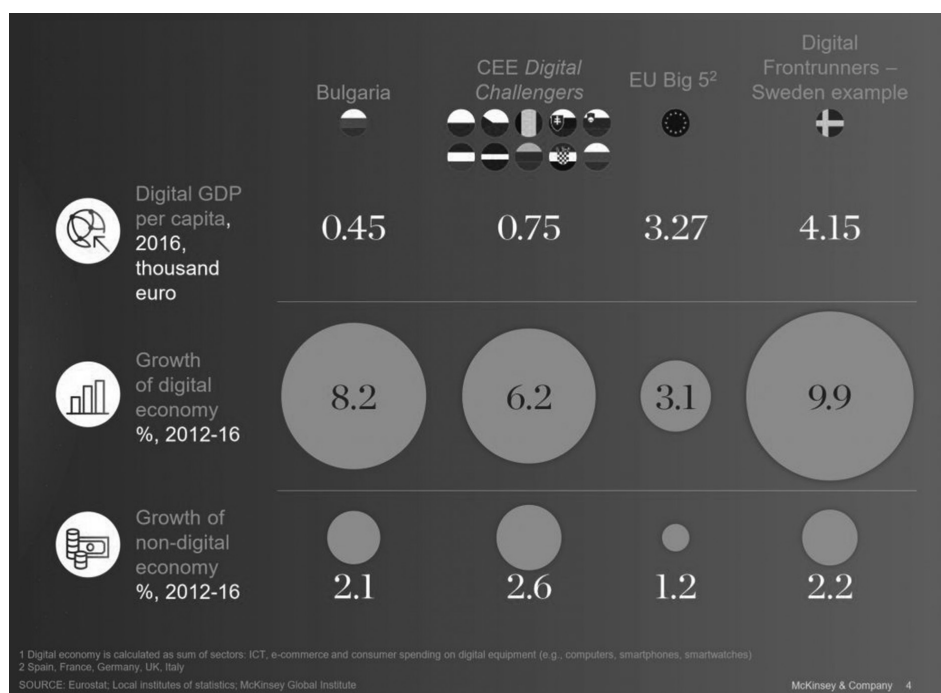 Bulgaria
CEE Digital
Challengers
EU Big 5²
Digital
Frontrunners –
Sweden example
Digital GDP
per capita,
2016,
thousand
euro
0.45
0.75
3.27
4.15
Growth
of digital
economy
%, 2012-16
8.2
6.2
3.1
9.9
Growth of
non-digital
economy
%, 2012-16
2.1
2.6
1.2
2.2
1 Digital economy is calculated as sum of sectors: ICT, e-commerce and consumer spending on digital equipment (e.g., computers, smartphones, smartwatches)
2 Spain, France, Germany, UK, Italy
SOURCE: Eurostat; Local institutes of statistics; McKinsey Global Institute
McKinsey & Company 4